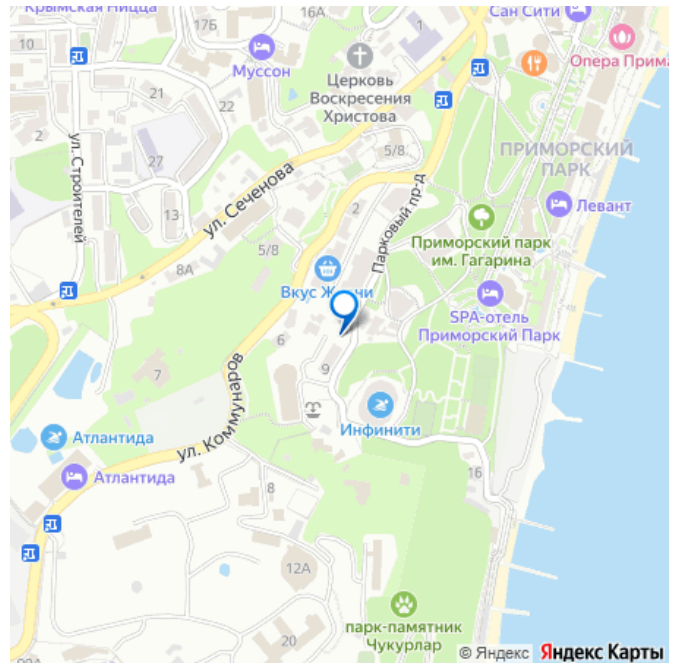 Крымская Ницца
16А
Сан Сити
17Б
1
10
Муссон
Опера Прима
Церковь
Воскресения
Христова
21
22
2
5/8
ул. Строителей
27
ПРИМОРСКИЙ
ПАРК
ул. Сеченова
13
2
Парковый пр-д
Левант
Приморский парк
им. Гагарина
5/8
8А
Вкус Ж
ни
SPA-отель
Приморский Парк
6
7
9
ул. Коммунаров
Инфинити
Атлантида
Атлантида
16
8
12А
парк-памятник
Чукурлар
20
© Яндекс Яндекс Карты